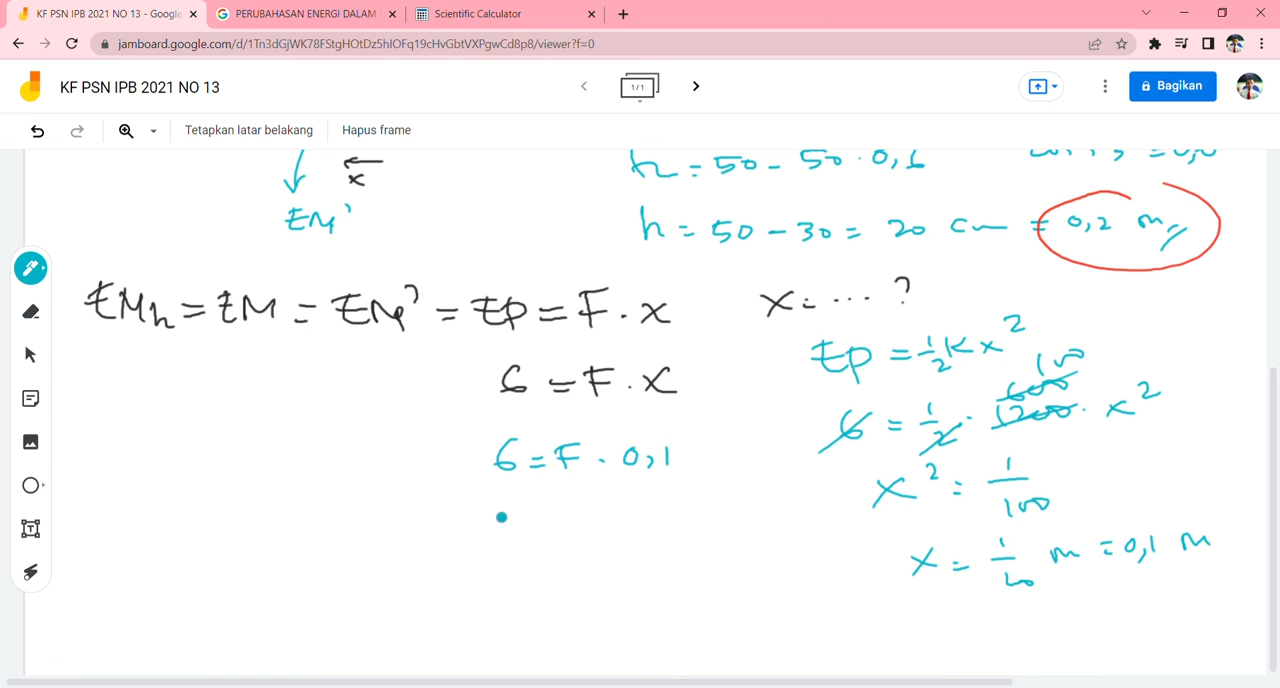 KF PSN IPB 2021 NO 13 - Google
PERUBAHASAN ENERGI DALAM
Scientific Calculator
jamboard.google.com/d/1Tn3dGjWK78FStgHOtDz5hIOFq19cHvGbtVXPgwCd8p8/viewer?f=0
KF PSN IPB 2021 NO 13
1/1
Bagikan
Tetapkan latar belakang
Hapus frame
x
EM'
h = 50 - 50 . 0,6
h = 50 - 30 = 20 cm = 0,2 m
EMh = EM = EM' = EP = F . x
6 = F . x
6 = F . 0,1
x = ... ?
EP = 1/2 k x²
100
600
6 = 1/2 . 1200 . x²
x² = 1/100
x = 1/10 m = 0,1 m